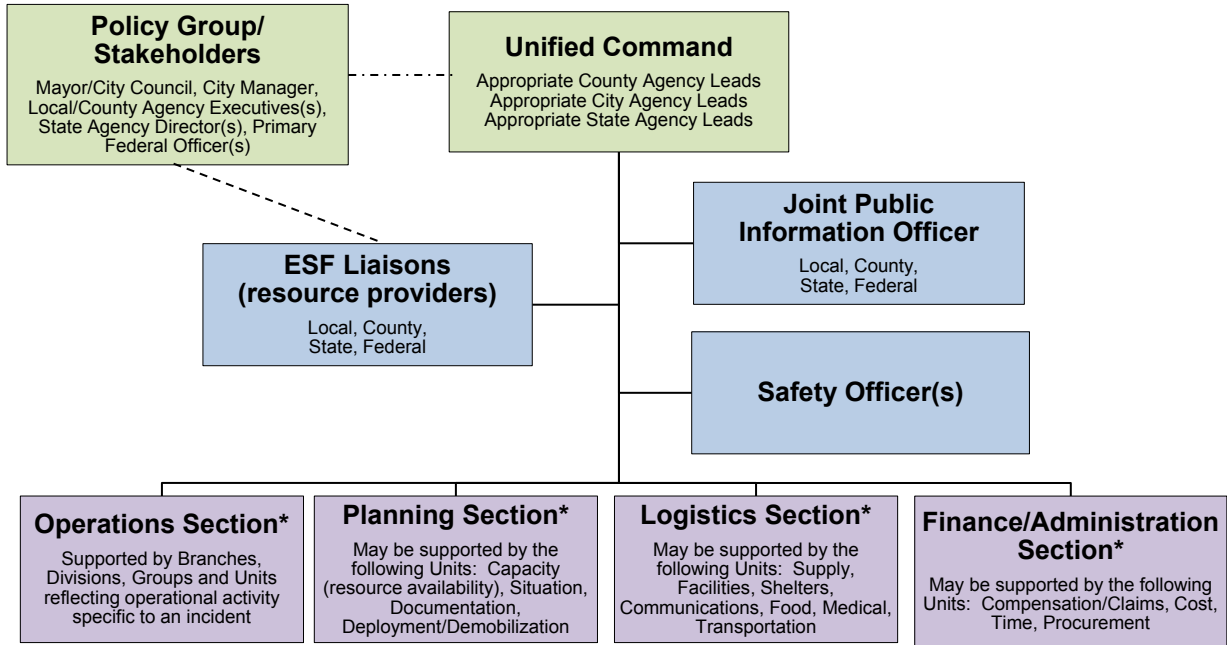 Policy Group/
Stakeholders
Mayor/City Council, City Manager,
Local/County Agency Executives(s),
State Agency Director(s), Primary
Federal Officer(s)
Unified Command
Appropriate County Agency Leads
Appropriate City Agency Leads
Appropriate State Agency Leads
Joint Public
Information Officer
Local, County,
State, Federal
ESF Liaisons
(resource providers)
Local, County,
State, Federal
Safety Officer(s)
Operations Section*
Supported by Branches,
Divisions, Groups and Units
reflecting operational activity
specific to an incident
Planning Section*
May be supported by the
following Units:  Capacity
(resource availability), Situation,
Documentation,
Deployment/Demobilization
Logistics Section*
May be supported by the
following Units:  Supply,
Facilities, Shelters,
Communications, Food, Medical,
Transportation
Finance/Administration
Section*
May be supported by the following
Units:  Compensation/Claims, Cost,
Time, Procurement